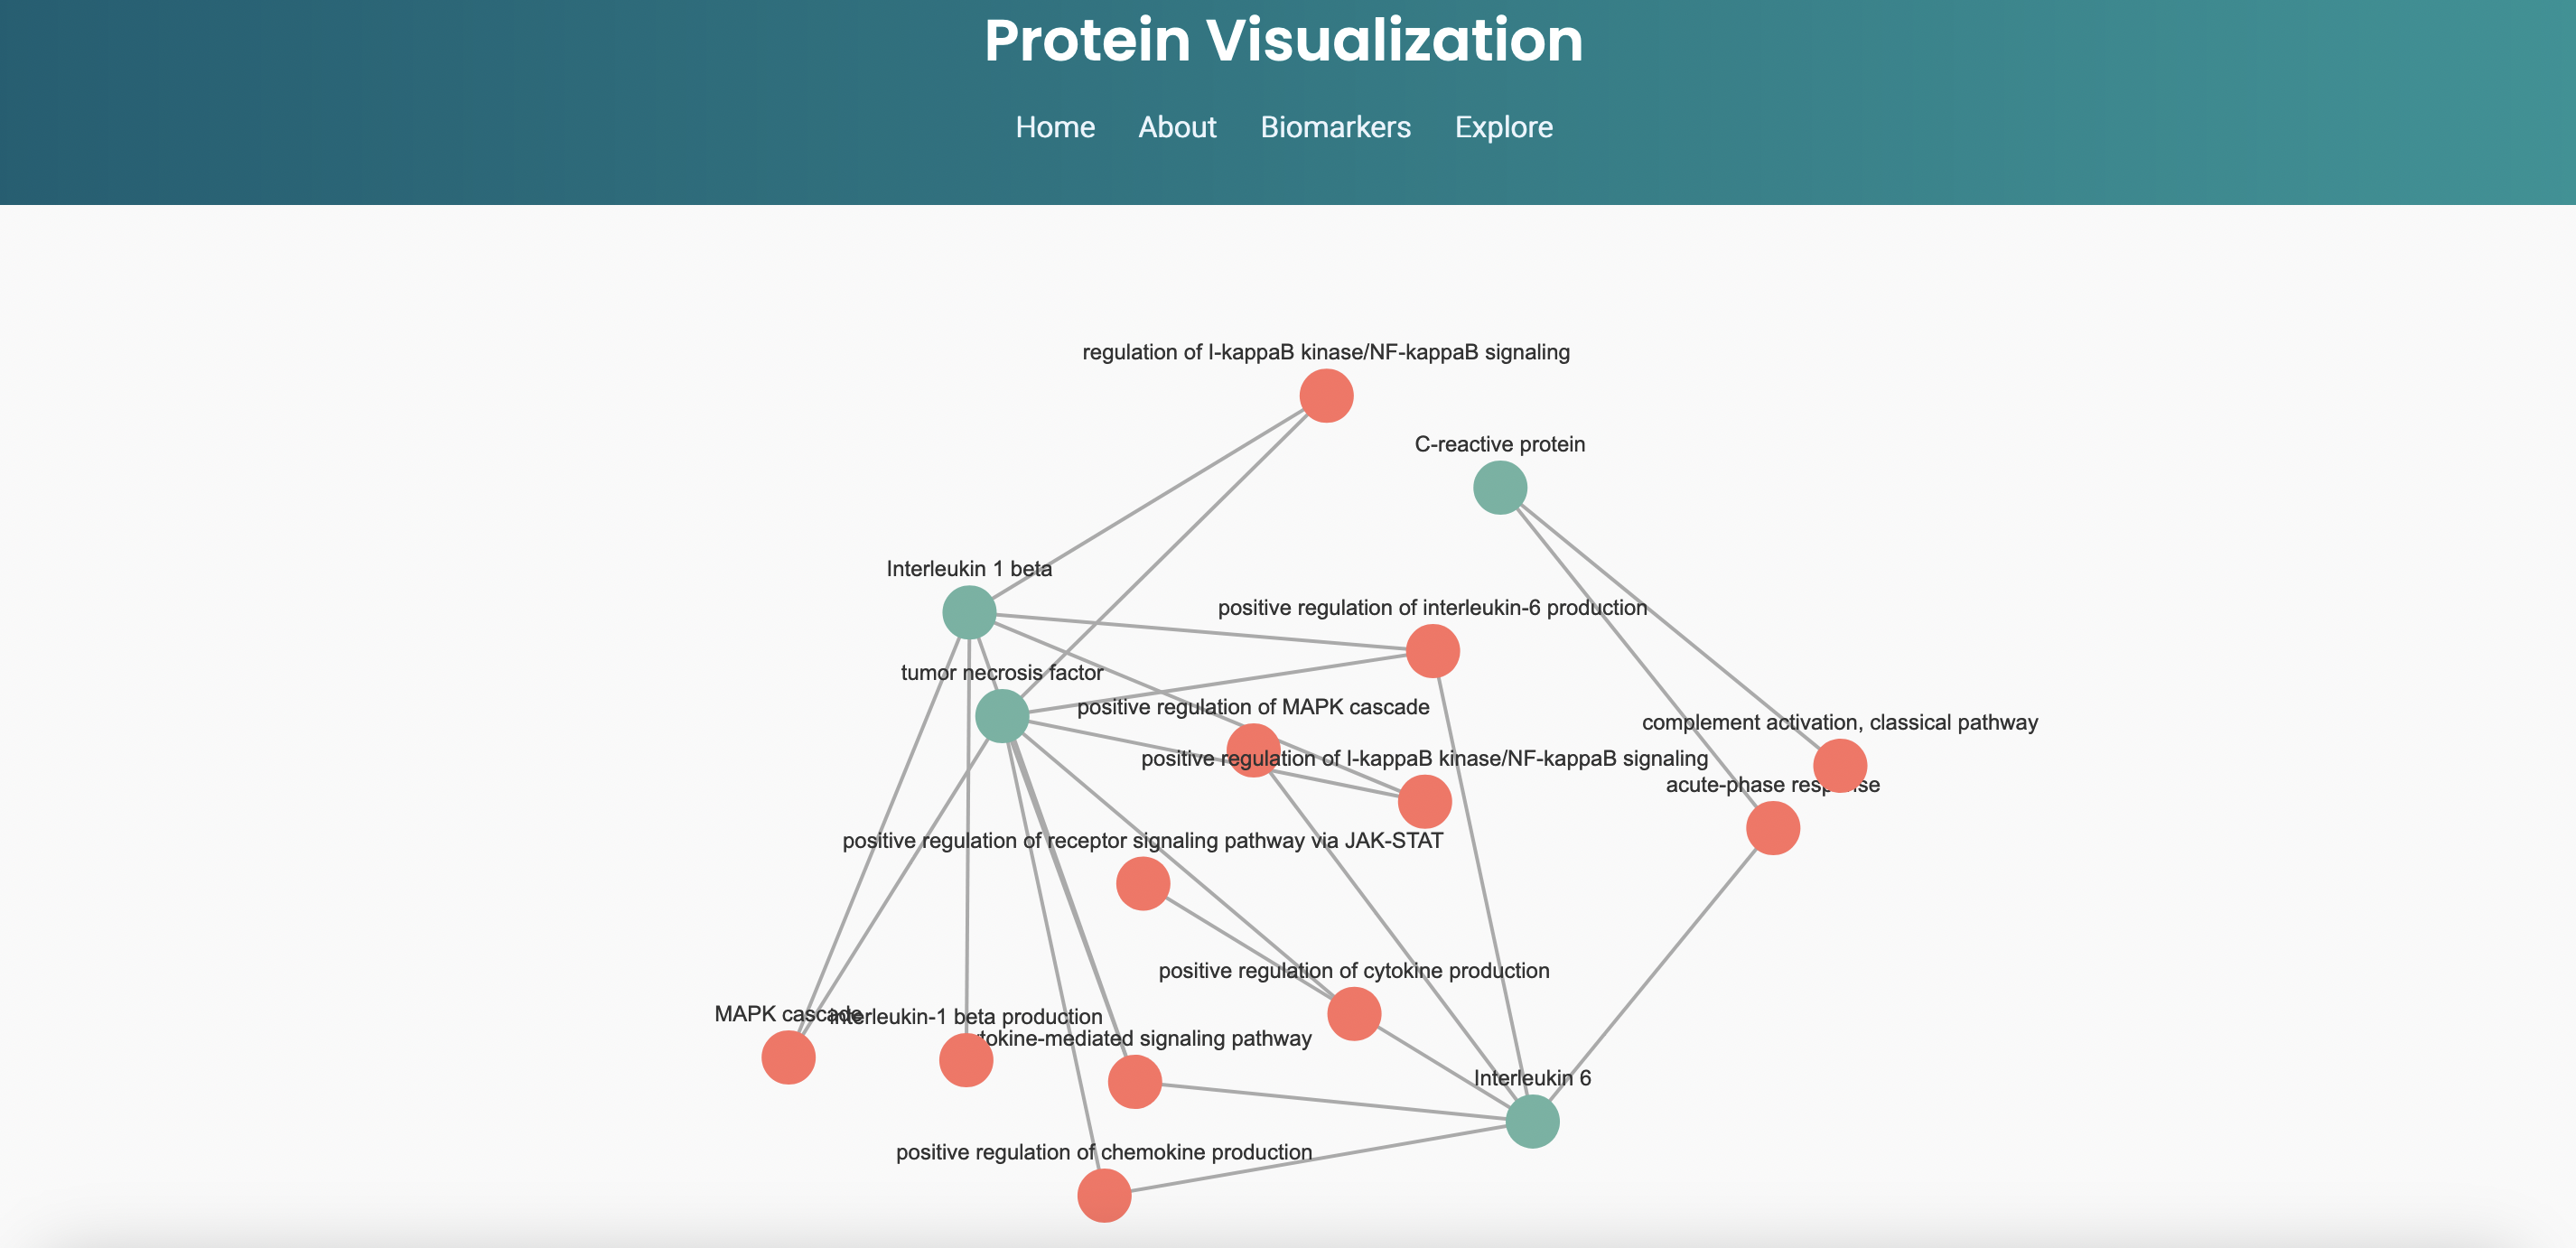 Protein Visualization
Home About Biomarkers Explore
regulation of I-kappaB kinase/NF-kappaB signaling
C-reactive protein
Interleukin 1 beta
positive regulation of interleukin-6 production
tumor necrosis factor
positive regulation of MAPK cascade
complement activation, classical pathway
positive regulation of I-kappaB kinase/NF-kappaB signaling
acute-phase
positive regulation of receptor signaling pathway via JAK-STAT
positive regulation of cytokine production
MAPK cascade
interleukin-1 beta production
tokine-mediated signaling pathway
Interleukin 6
positive regulation of chemokine production